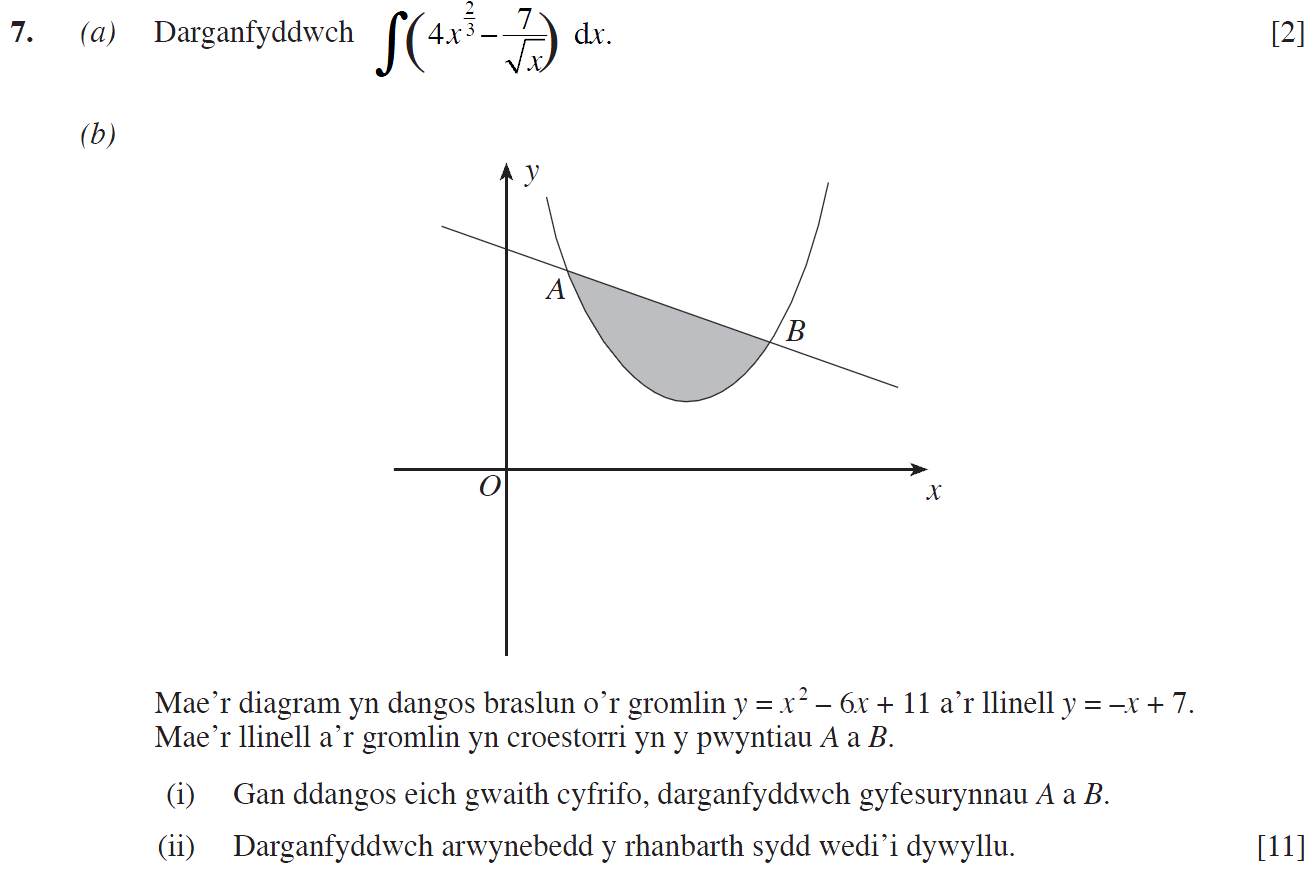 7. (a) Darganfyddwch ∫(4x^{2/3} – 7/√x) dx. [2]
(b)
y
A
B
O
x
Mae’r diagram yn dangos braslun o’r gromlin y = x² – 6x + 11 a’r llinell y = –x + 7.
Mae’r llinell a’r gromlin yn croestorri yn y pwyntiau A a B.
(i) Gan ddangos eich gwaith cyfrifo, darganfyddwch gyfesurynnau A a B.
(ii) Darganfyddwch arwynebedd y rhanbarth sydd wedi’i dywyllu. [11]